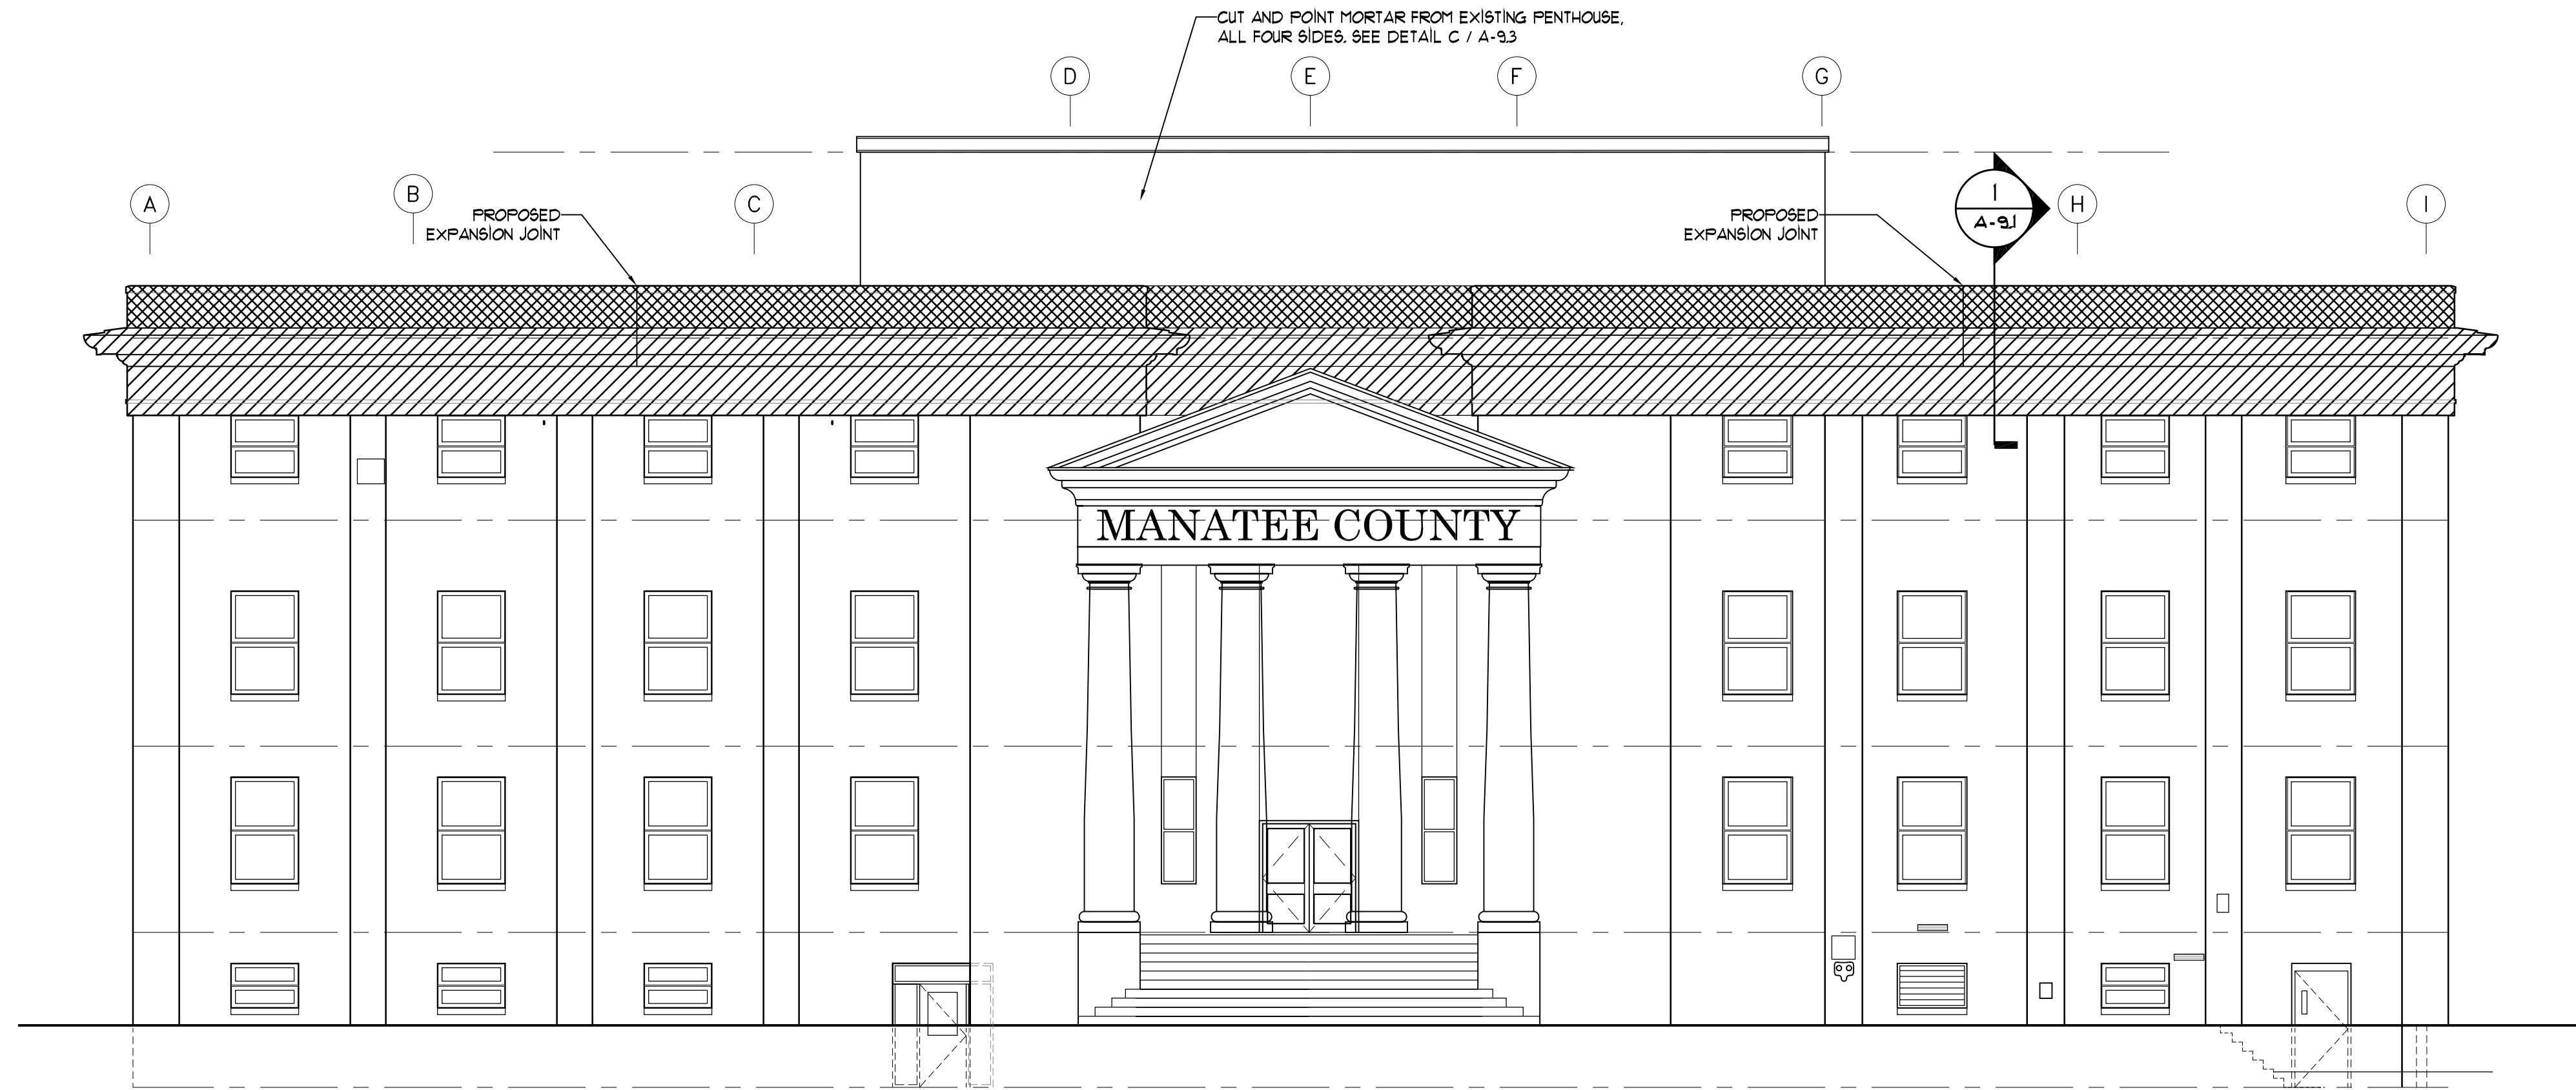 CUT AND POINT MORTAR FROM EXISTING PENTHOUSE,
ALL FOUR SIDES. SEE DETAIL C / A-9.3
D E F G
A B C
PROPOSED
EXPANSION JOINT
PROPOSED
EXPANSION JOINT
1
A-9.1
H I
MANATEE COUNTY